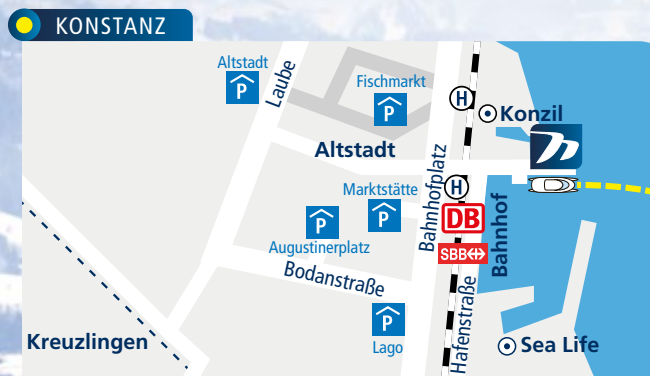 KONSTANZ
Altstadt
P
Laube
Fischmarkt
P
H
Konzil
Altstadt
Bahnhofplatz
Marktstätte
P
H
DB
Augustinerplatz
P
SBB
Bahnhof
Bodanstraße
Hafenstraße
P
Lago
Kreuzlingen
Sea Life